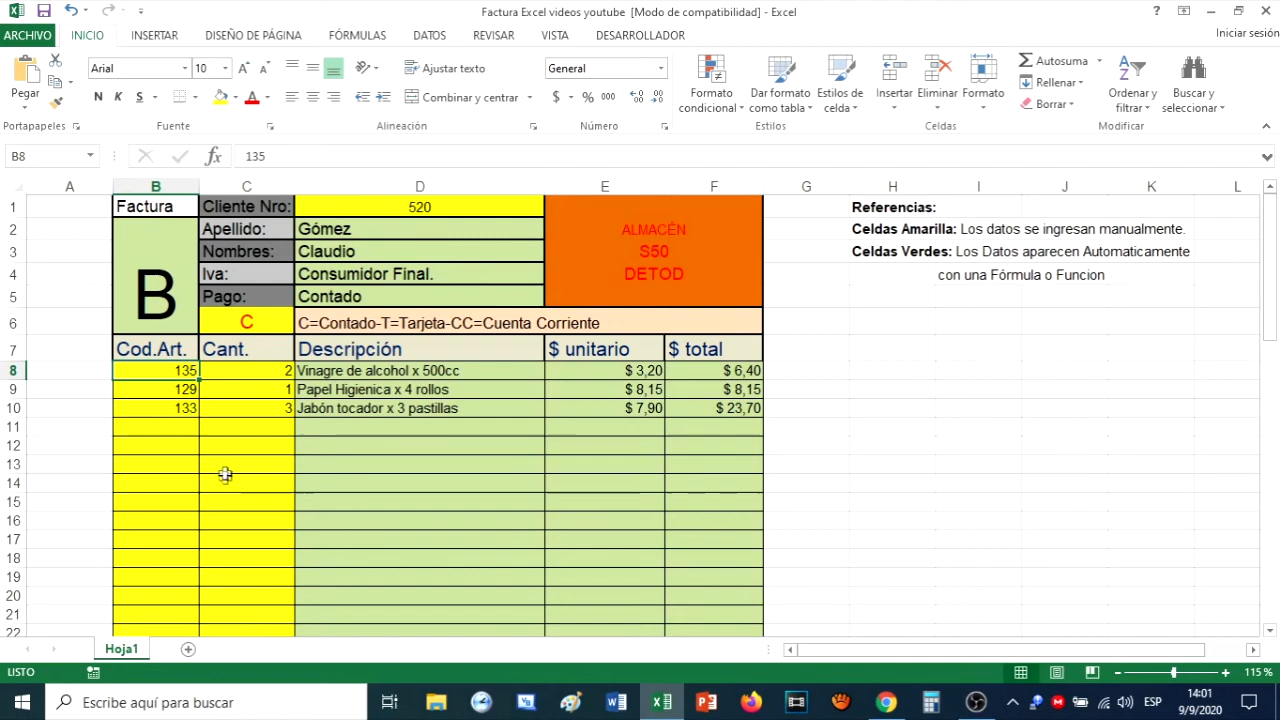 Factura Excel videos youtube [Modo de compatibilidad] - Excel
ARCHIVO INICIO INSERTAR DISEÑO DE PÁGINA FÓRMULAS DATOS REVISAR VISTA DESARROLLADOR Iniciar sesión
Pegar
Arial 10
N K S
Ajustar texto
Combinar y centrar
General
$ % 000
Formato condicional
Dar formato como tabla
Estilos de celda
Insertar
Eliminar
Formato
Autosuma
Rellenar
Borrar
Ordenary filtrar
Buscar y seleccionar
Portapapeles Fuente Alineación Número Estilos Celdas Modificar
B8 fx 135
A B C D E F G H I J K L
1 Factura Cliente Nro: 520 Referencias:
2 Apellido: Gómez ALMACÉN Celdas Amarilla: Los datos se ingresan manualmente.
3 Nombres: Claudio S50 Celdas Verdes: Los Datos aparecen Automaticamente
4 B Iva: Consumidor Final. DETOD con una Fórmula o Funcion
5 Pago: Contado
6 C C=Contado-T=Tarjeta-CC=Cuenta Corriente
7 Cod.Art. Cant. Descripción $ unitario $ total
8 135 2 Vinagre de alcohol x 500cc $ 3,20 $ 6,40
9 129 1 Papel Higienica x 4 rollos $ 8,15 $ 8,15
10 133 3 Jabón tocador x 3 pastillas $ 7,90 $ 23,70
11
12
13
14
15
16
17
18
19
20
21
22
Hoja1
LISTO 115 %
Escribe aquí para buscar
ESP
14:01
9/9/2020